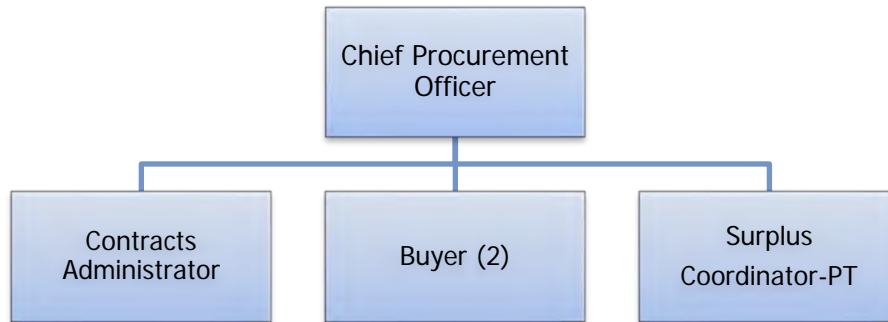 Chief Procurement
Officer
Contracts
Administrator
Buyer (2)
Surplus
Coordinator-PT